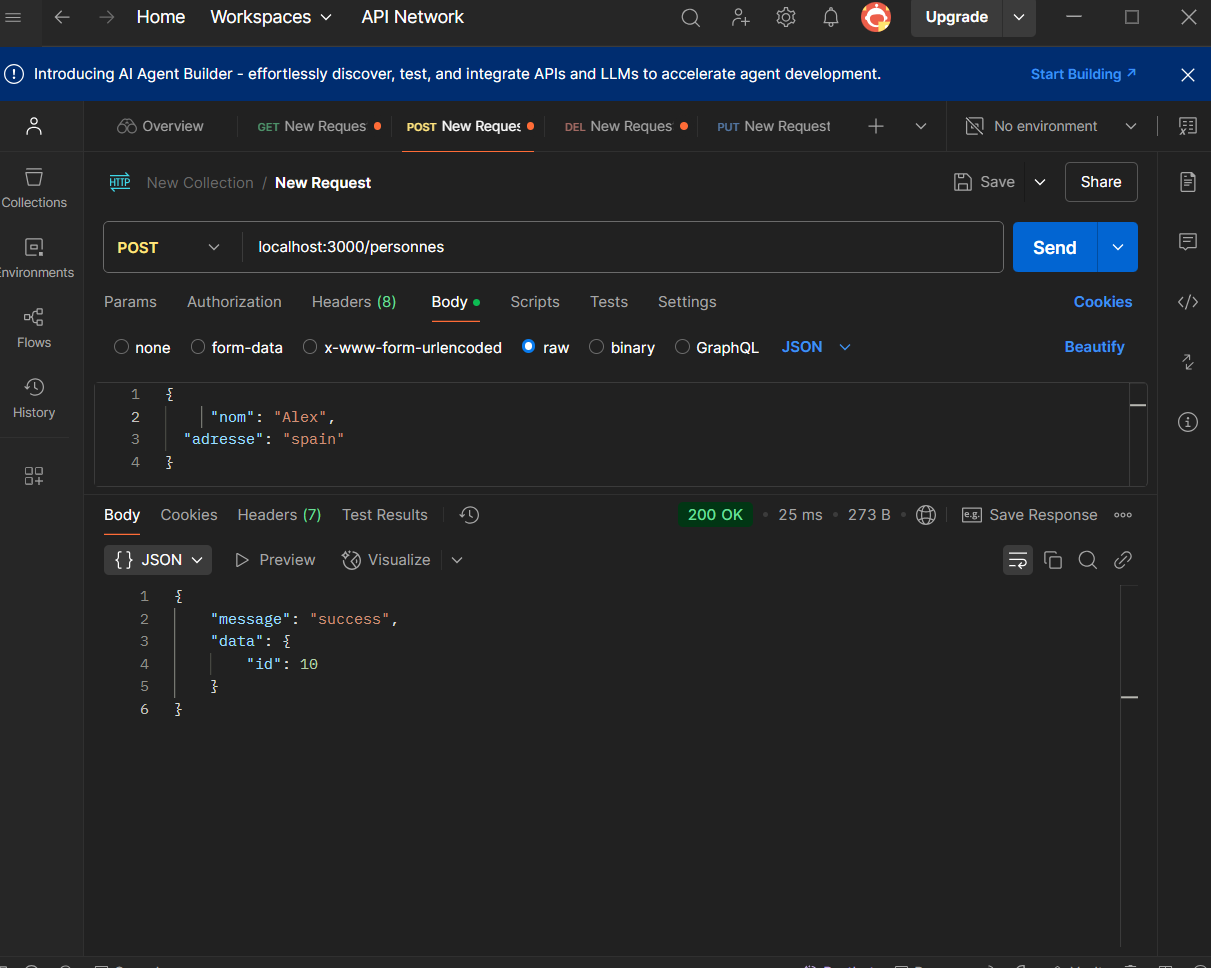 Home Workspaces API Network Upgrade
Introducing AI Agent Builder - effortlessly discover, test, and integrate APIs and LLMs to accelerate agent development. Start Building ↗
Overview GET New Reques POST New Reques DEL New Reques PUT New Request No environment
HTTP New Collection / New Request Save Share
Collections
nvironments
Flows
History
POST localhost:3000/personnes Send
Params Authorization Headers (8) Body Scripts Tests Settings Cookies
none form-data x-www-form-urlencoded raw binary GraphQL JSON Beautify
1 {
2 "nom": "Alex",
3 "adresse": "spain"
4 }
Body Cookies Headers (7) Test Results 200 OK 25 ms 273 B e.g. Save Response
{} JSON Preview Visualize
1 {
2 "message": "success",
3 "data": {
4 "id": 10
5 }
6 }